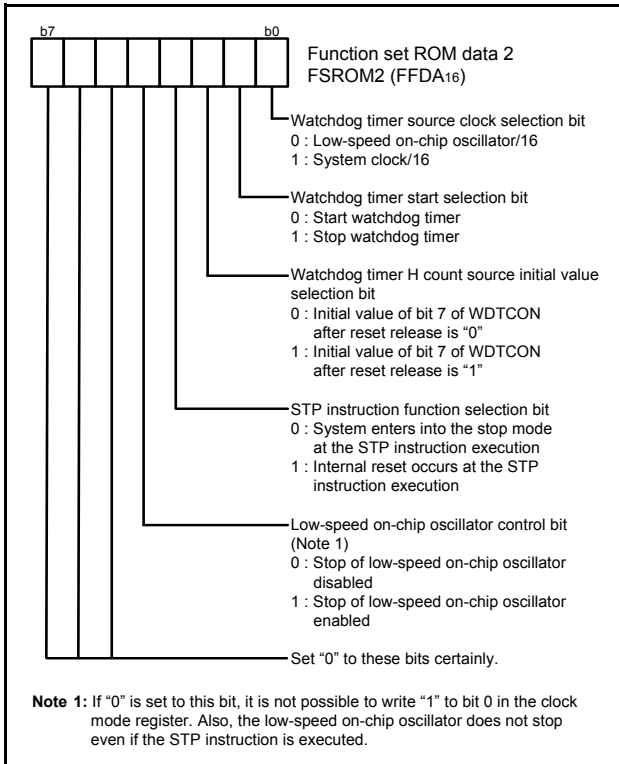 b7 b0
Function set ROM data 2
FSROM2 (FFDA16)
Watchdog timer source clock selection bit
0 : Low-speed on-chip oscillator/16
1 : System clock/16
Watchdog timer start selection bit
0 : Start watchdog timer
1 : Stop watchdog timer
Watchdog timer H count source initial value
selection bit
0 : Initial value of bit 7 of WDTCON
after reset release is “0”
1 : Initial value of bit 7 of WDTCON
after reset release is “1”
STP instruction function selection bit
0 : System enters into the stop mode
at the STP instruction execution
1 : Internal reset occurs at the STP
instruction execution
Low-speed on-chip oscillator control bit
(Note 1)
0 : Stop of low-speed on-chip oscillator
disabled
1 : Stop of low-speed on-chip oscillator
enabled
Set “0” to these bits certainly.
Note 1: If “0” is set to this bit, it is not possible to write “1” to bit 0 in the clock
mode register. Also, the low-speed on-chip oscillator does not stop
even if the STP instruction is executed.